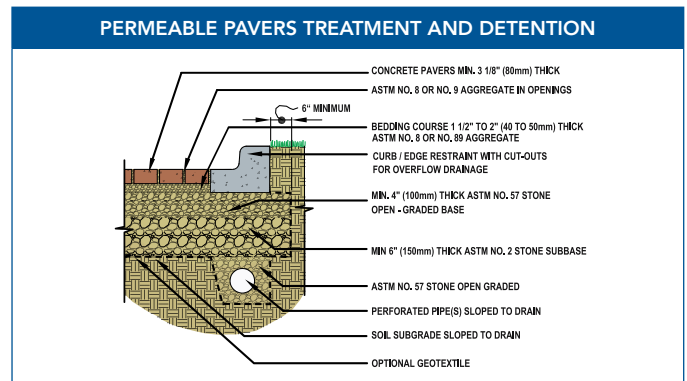 PERMEABLE PAVERS TREATMENT AND DETENTION
CONCRETE PAVERS MIN. 3 1/8" (80mm) THICK
ASTM NO. 8 OR NO. 9 AGGREGATE IN OPENINGS
6" MINIMUM
BEDDING COURSE 1 1/2" TO 2" (40 TO 50mm) THICK
ASTM NO. 8 OR NO. 89 AGGREGATE
CURB / EDGE RESTRAINT WITH CUT-OUTS
FOR OVERFLOW DRAINAGE
MIN. 4" (100mm) THICK ASTM NO. 57 STONE
OPEN - GRADED BASE
MIN 6" (150mm) THICK ASTM NO. 2 STONE SUBBASE
ASTM NO. 57 STONE OPEN GRADED
PERFORATED PIPE(S) SLOPED TO DRAIN
SOIL SUBGRADE SLOPED TO DRAIN
OPTIONAL GEOTEXTILE